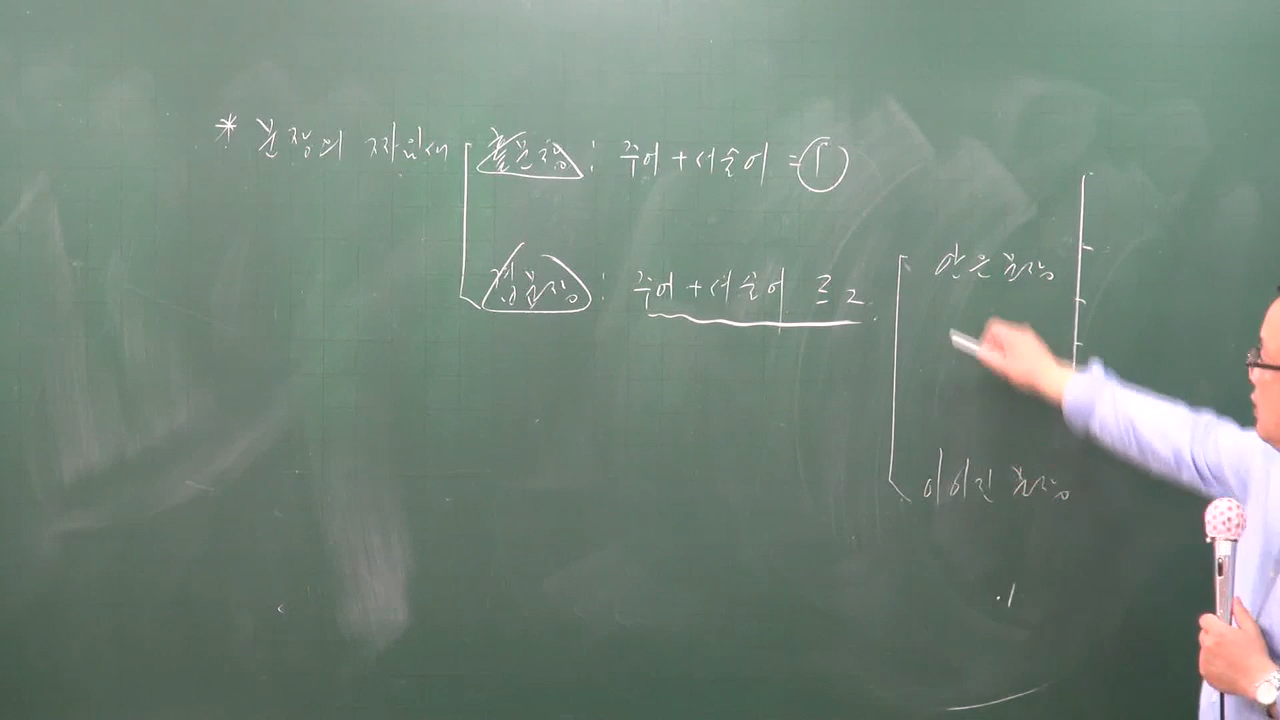 * 문장의 짜임새
홑문장 : 주어 + 서술어 = ①
겹문장 : 주어 + 서술어 ≥ 2
안은 문장
이어진 문장